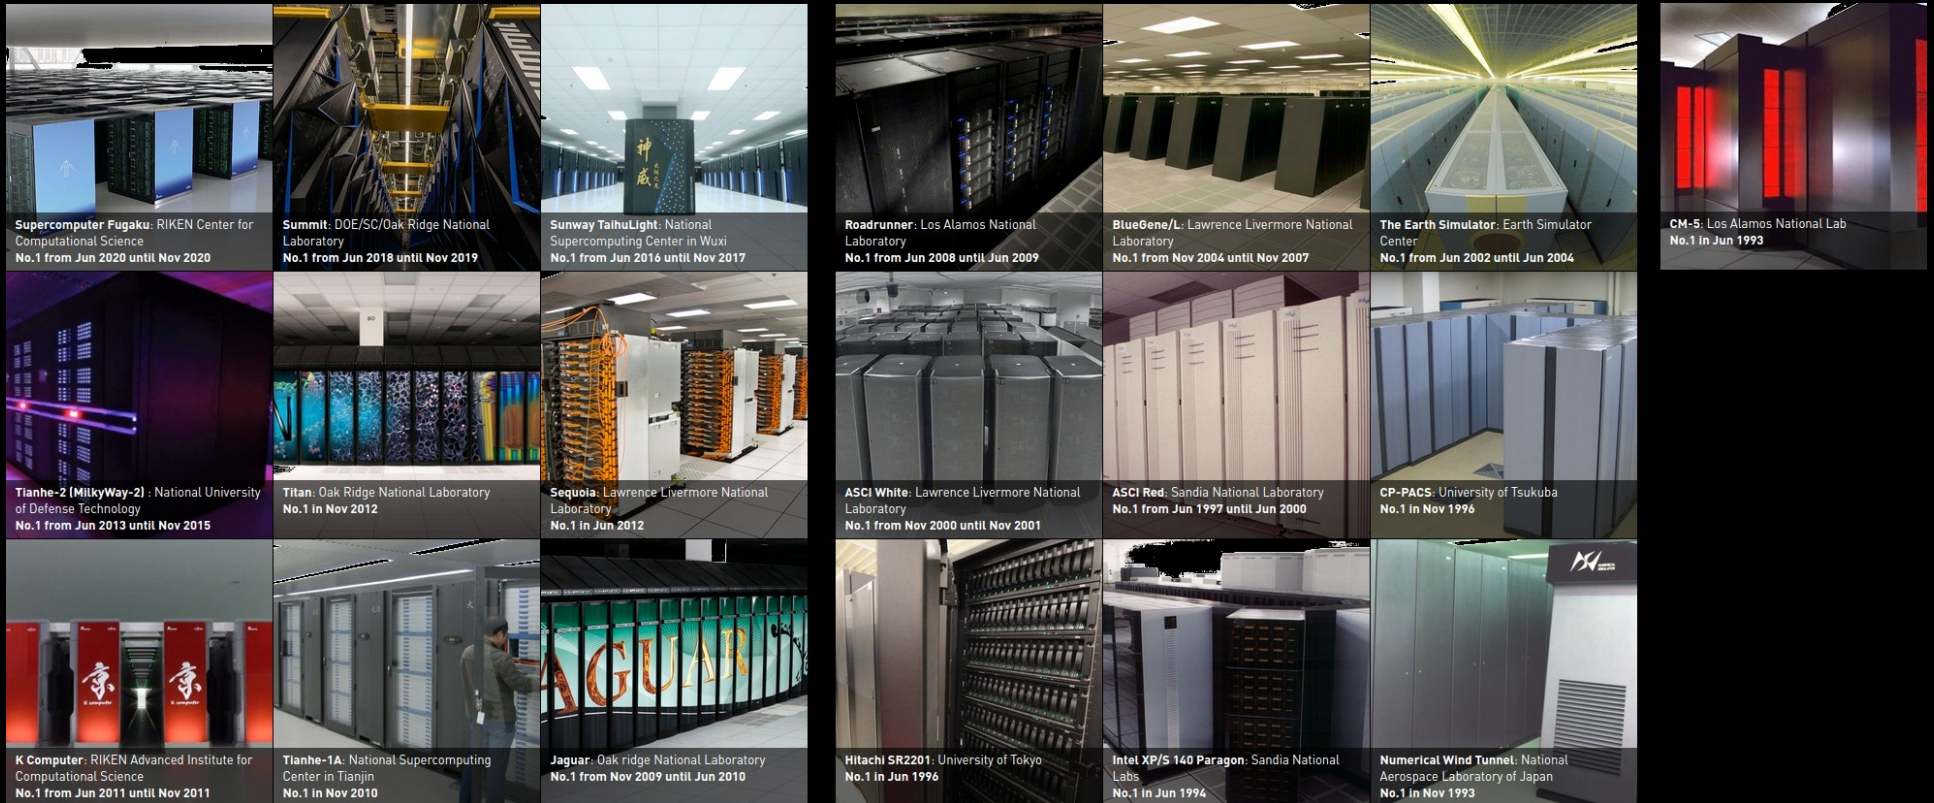 神
威
太湖之光
Supercomputer Fugaku: RIKEN Center for
Computational Science
No.1 from Jun 2020 until Nov 2020
Summit: DOE/SC/Oak Ridge National
Laboratory
No.1 from Jun 2018 until Nov 2019
Sunway TaihuLight: National
Supercomputing Center in Wuxi
No.1 from Jun 2016 until Nov 2017
Roadrunner: Los Alamos National
Laboratory
No.1 from Jun 2008 until Jun 2009
BlueGene/L: Lawrence Livermore National
Laboratory
No.1 from Nov 2004 until Nov 2007
The Earth Simulator: Earth Simulator
Center
No.1 from Jun 2002 until Jun 2004
CM-5: Los Alamos National Lab
No.1 in Jun 1993
Tianhe-2 (MilkyWay-2) : National University
of Defense Technology
No.1 from Jun 2013 until Nov 2015
Titan: Oak Ridge National Laboratory
No.1 in Nov 2012
Sequoia: Lawrence Livermore National
Laboratory
No.1 in Jun 2012
ASCI White: Lawrence Livermore National
Laboratory
No.1 from Nov 2000 until Nov 2001
ASCI Red: Sandia National Laboratory
No.1 from Jun 1997 until Jun 2000
CP-PACS: University of Tsukuba
No.1 in Nov 1996
京
K computer
京
K computer
AGUAR
K Computer: RIKEN Advanced Institute for
Computational Science
No.1 from Jun 2011 until Nov 2011
Tianhe-1A: National Supercomputing
Center in Tianjin
No.1 in Nov 2010
Jaguar: Oak ridge National Laboratory
No.1 from Nov 2009 until Jun 2010
Hitachi SR2201: University of Tokyo
No.1 in Jun 1996
Intel XP/S 140 Paragon: Sandia National
Labs
No.1 in Jun 1994
Numerical Wind Tunnel: National
Aerospace Laboratory of Japan
No.1 in Nov 1993